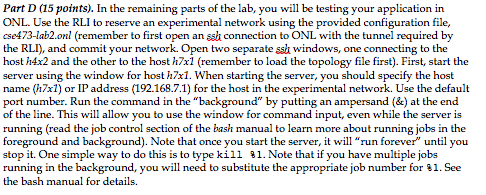 Part D (15 points). In the remaining parts of the lab, you will be testing your application in
ONL. Use the RLI to reserve an experimental network using the provided configuration file,
cse473-lab2.onl (remember to first open an ssh connection to ONL with the tunnel required by
the RLI), and commit your network. Open two separate ssh windows, one connecting to the
host h4x2 and the other to the host h7x1 (remember to load the topology file first). First, start the
server using the window for host h7x1. When starting the server, you should specify the host
name (h7x1) or IP address (192.168.7.1) for the host in the experimental network. Use the default
port number. Run the command in the “background” by putting an ampersand (&) at the end
of the line. This will allow you to use the window for command input, even while the server is
running (read the job control section of the bash manual to learn more about running jobs in the
foreground and background). Note that once you start the server, it will “run forever” until you
stop it. One simple way to do this is to type kill %1. Note that if you have multiple jobs
running in the background, you will need to substitute the appropriate job number for %1. See
the bash manual for details.